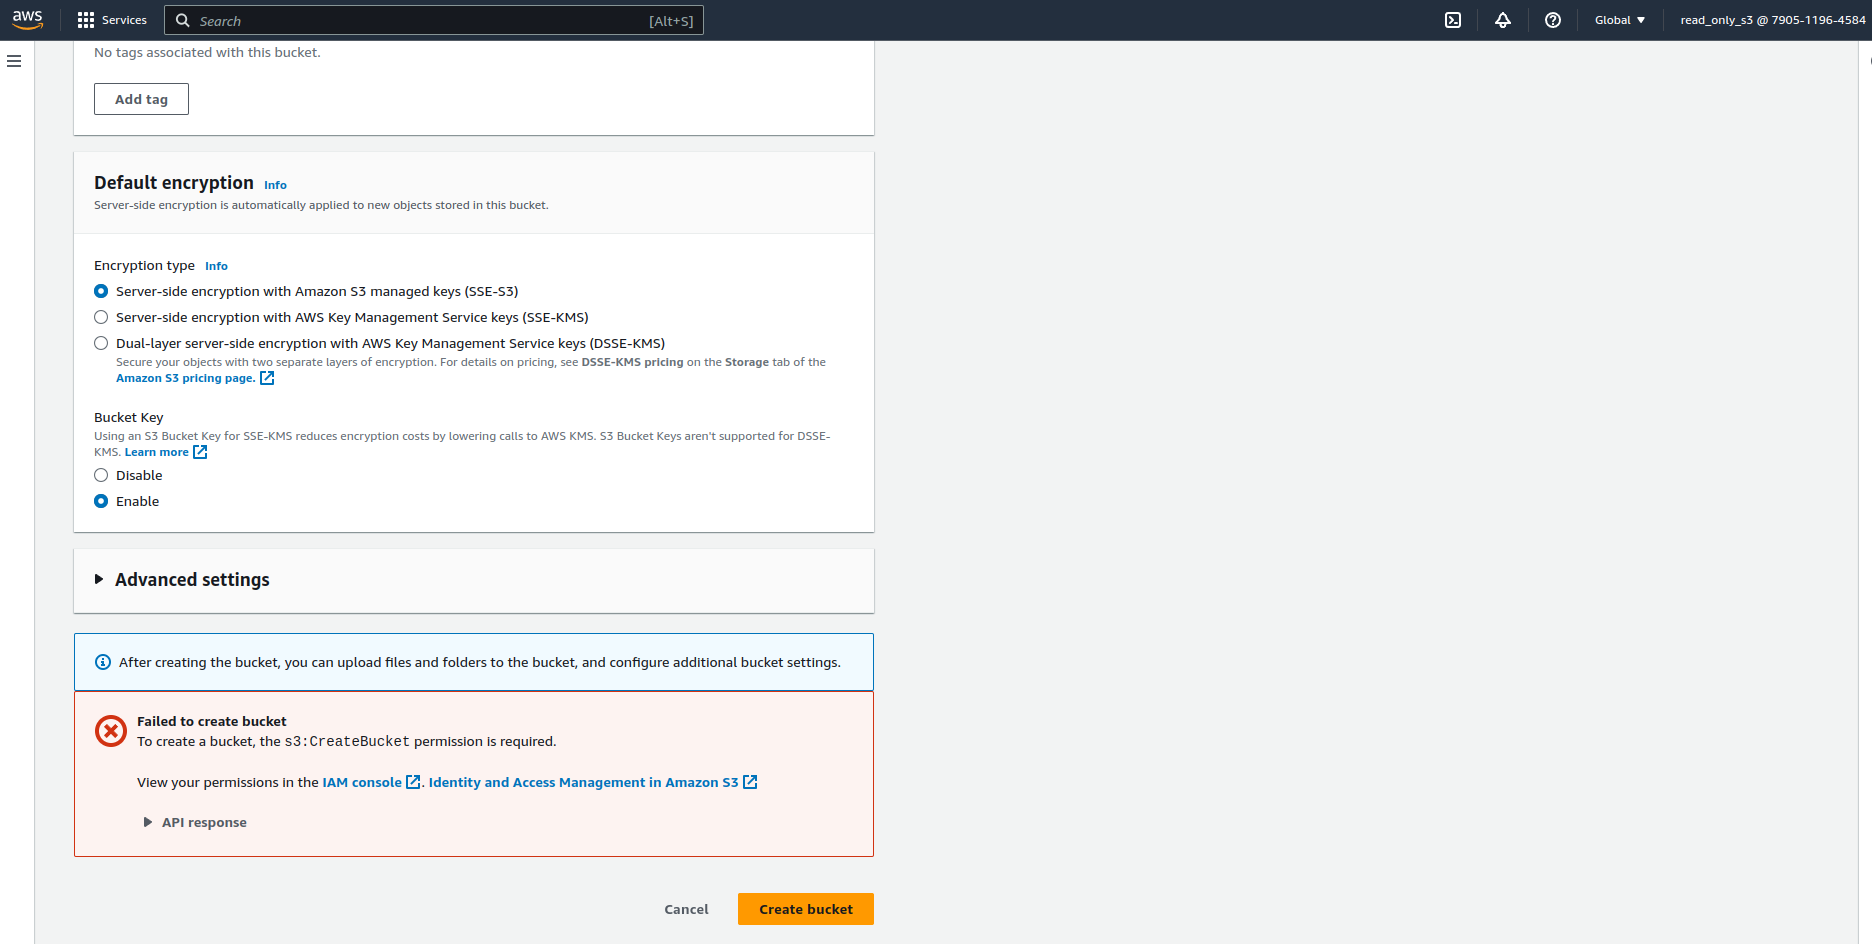 aws
Services
Search
[Alt+S]
Global
read_only_s3 @ 7905-1196-4584
No tags associated with this bucket.
Add tag
Default encryption Info
Server-side encryption is automatically applied to new objects stored in this bucket.
Encryption type Info
Server-side encryption with Amazon S3 managed keys (SSE-S3)
Server-side encryption with AWS Key Management Service keys (SSE-KMS)
Dual-layer server-side encryption with AWS Key Management Service keys (DSSE-KMS)
Secure your objects with two separate layers of encryption. For details on pricing, see DSSE-KMS pricing on the Storage tab of the
Amazon S3 pricing page.
Bucket Key
Using an S3 Bucket Key for SSE-KMS reduces encryption costs by lowering calls to AWS KMS. S3 Bucket Keys aren't supported for DSSE-
KMS. Learn more
Disable
Enable
Advanced settings
After creating the bucket, you can upload files and folders to the bucket, and configure additional bucket settings.
Failed to create bucket
To create a bucket, the s3:CreateBucket permission is required.
View your permissions in the IAM console. Identity and Access Management in Amazon S3
API response
Cancel
Create bucket